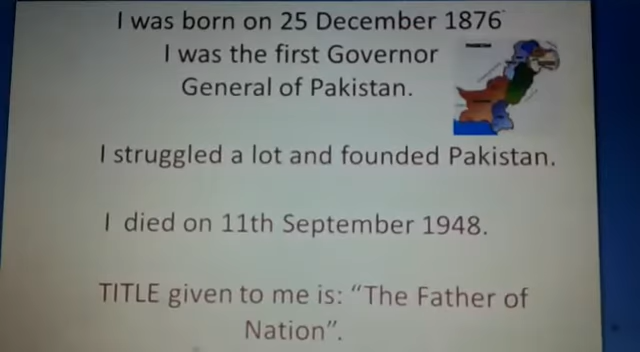 I was born on 25 December 1876
I was the first Governor
General of Pakistan.
I struggled a lot and founded Pakistan.
I died on 11th September 1948.
TITLE given to me is: “The Father of
Nation”.